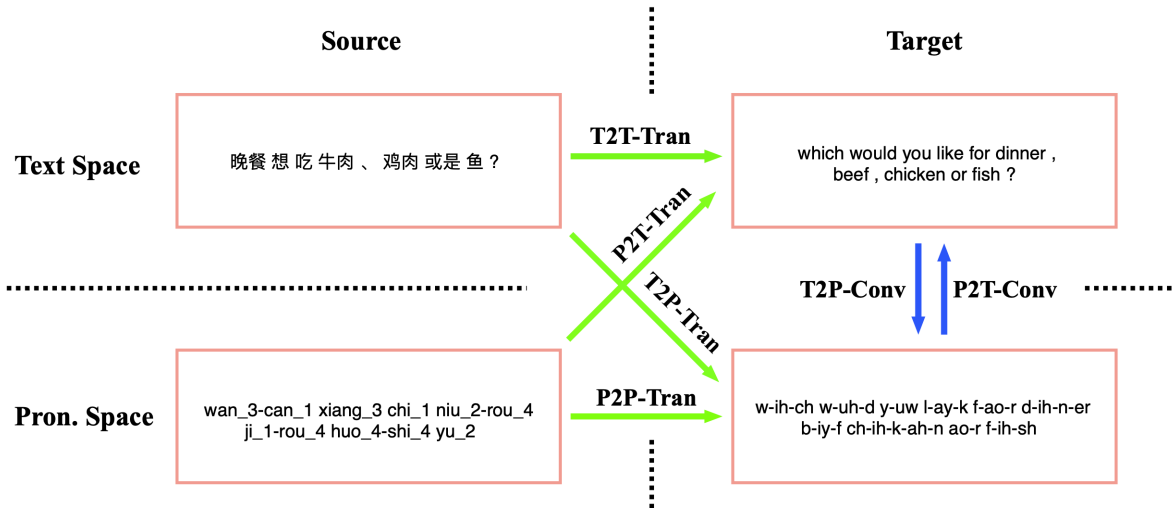 Source
Target
Text Space
晚餐 想 吃 牛肉 、 鸡肉 或是 鱼 ?
T2T-Tran
which would you like for dinner ,
beef , chicken or fish ?
P2T-Tran
T2P-Tran
T2P-Conv
P2T-Conv
Pron. Space
wan_3-can_1 xiang_3 chi_1 niu_2-rou_4
ji_1-rou_4 huo_4-shi_4 yu_2
P2P-Tran
w-ih-ch w-uh-d y-uw l-ay-k f-ao-r d-ih-n-er
b-iy-f ch-ih-k-ah-n ao-r f-ih-sh